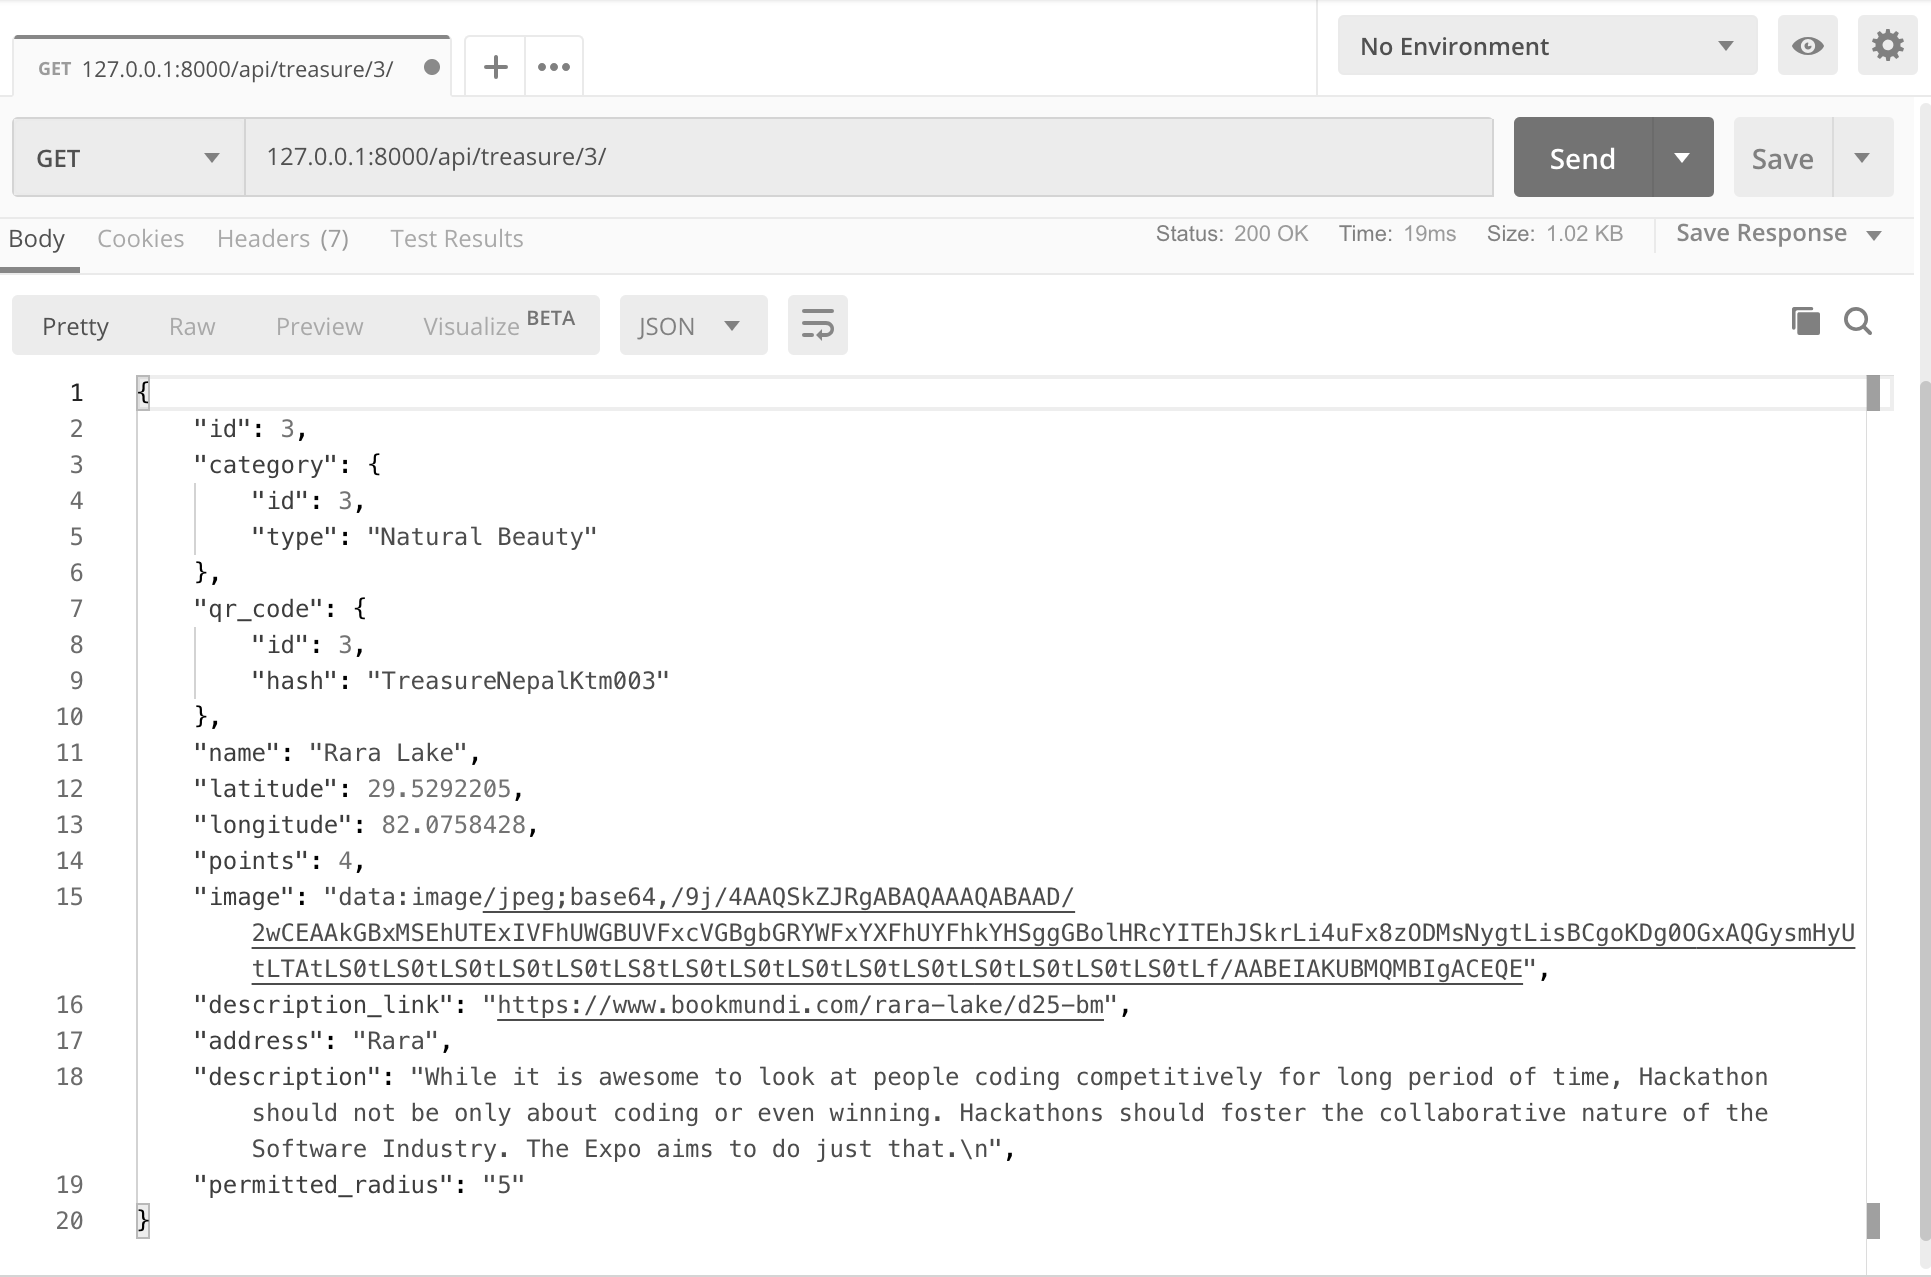 GET 127.0.0.1:8000/api/treasure/3/
No Environment
GET 127.0.0.1:8000/api/treasure/3/ Send Save
Body Cookies Headers (7) Test Results Status: 200 OK Time: 19ms Size: 1.02 KB Save Response
Pretty Raw Preview Visualize BETA JSON
1 {
2 "id": 3,
3 "category": {
4 "id": 3,
5 "type": "Natural Beauty"
6 },
7 "qr_code": {
8 "id": 3,
9 "hash": "TreasureNepalKtm003"
10 },
11 "name": "Rara Lake",
12 "latitude": 29.5292205,
13 "longitude": 82.0758428,
14 "points": 4,
15 "image": "data:image/jpeg;base64,/9j/4AAQSkZJRgABAQAAAQABAAD/
2wCEAAkGBxMSEhUTExIVFhUWGBUVFxcVGBgbGRYWFxYXFhUYFhkYHSggGBolHRcYITEhJSkrLi4uFx8zODMsNygtLisBCgoKDg0OGxAQGysmHyU
tLTAtLS0tLS0tLS0tLS0tLS0tLS8tLS0tLS0tLS0tLS0tLS0tLS0tLS0tLS0tLS0tLf/AABEIAKUBMQMBIgACEQE",
16 "description_link": "https://www.bookmundi.com/rara-lake/d25-bm",
17 "address": "Rara",
18 "description": "While it is awesome to look at people coding competitively for long period of time, Hackathon
should not be only about coding or even winning. Hackathons should foster the collaborative nature of the
Software Industry. The Expo aims to do just that.\n",
19 "permitted_radius": "5"
20 }